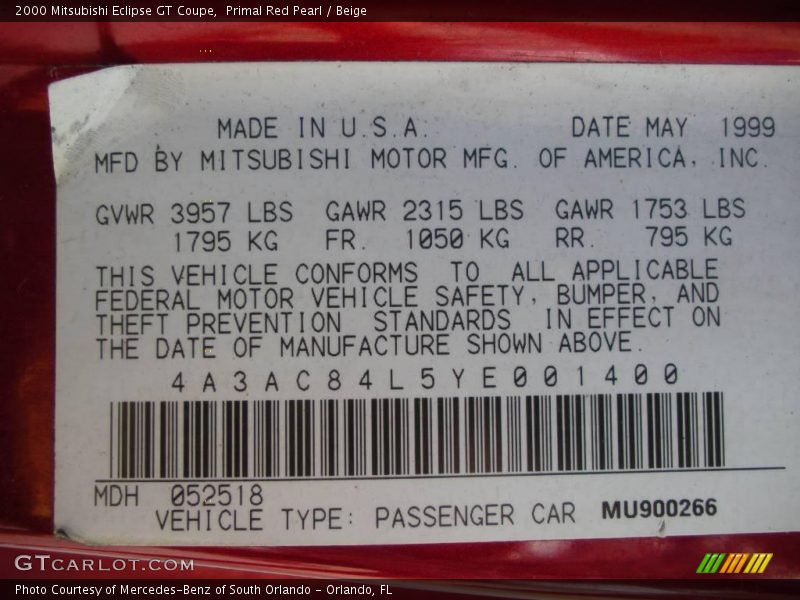 2000 Mitsubishi Eclipse GT Coupe,  Primal Red Pearl / Beige
MADE IN U.S.A. DATE MAY 1999
MFD BY MITSUBISHI MOTOR MFG. OF AMERICA, INC.
GVWR 3957 LBS GAWR 2315 LBS GAWR 1753 LBS
1795 KG FR. 1050 KG RR. 795 KG
THIS VEHICLE CONFORMS TO ALL APPLICABLE
FEDERAL MOTOR VEHICLE SAFETY, BUMPER, AND
THEFT PREVENTION STANDARDS IN EFFECT ON
THE DATE OF MANUFACTURE SHOWN ABOVE.
4A3AC84L5YE001400
MDH 052518
VEHICLE TYPE: PASSENGER CAR MU900266
GTCARLOT.COM
Photo Courtesy of Mercedes-Benz of South Orlando - Orlando, FL